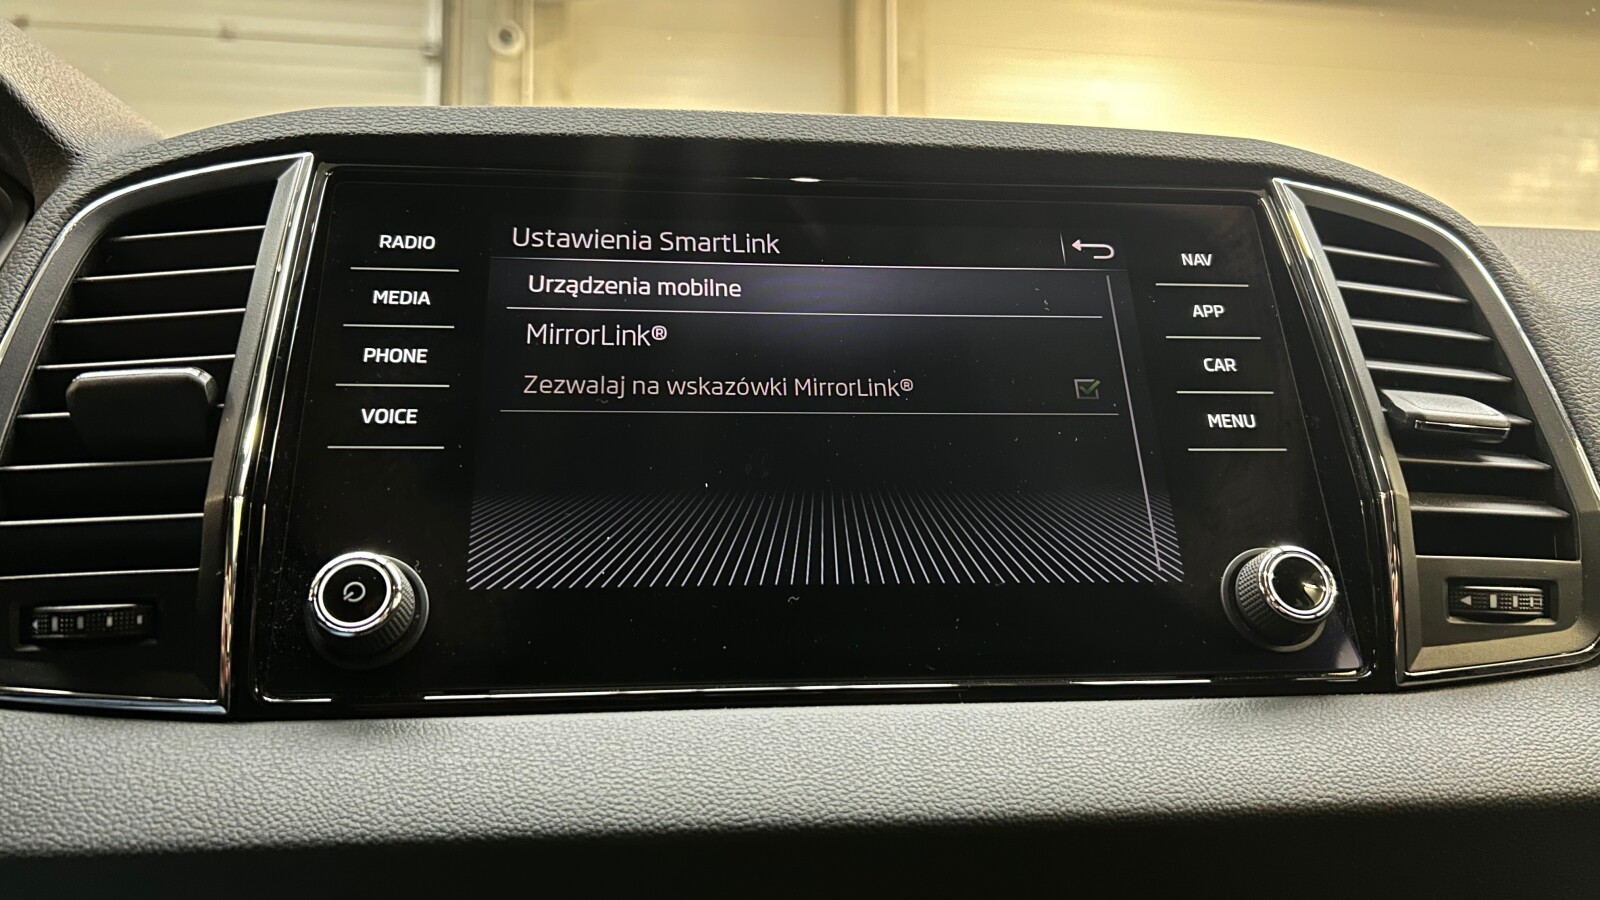 RADIO
MEDIA
PHONE
VOICE
Ustawienia SmartLink
Urządzenia mobilne
MirrorLink®
Zezwalaj na wskazówki MirrorLink®
NAV
APP
CAR
MENU